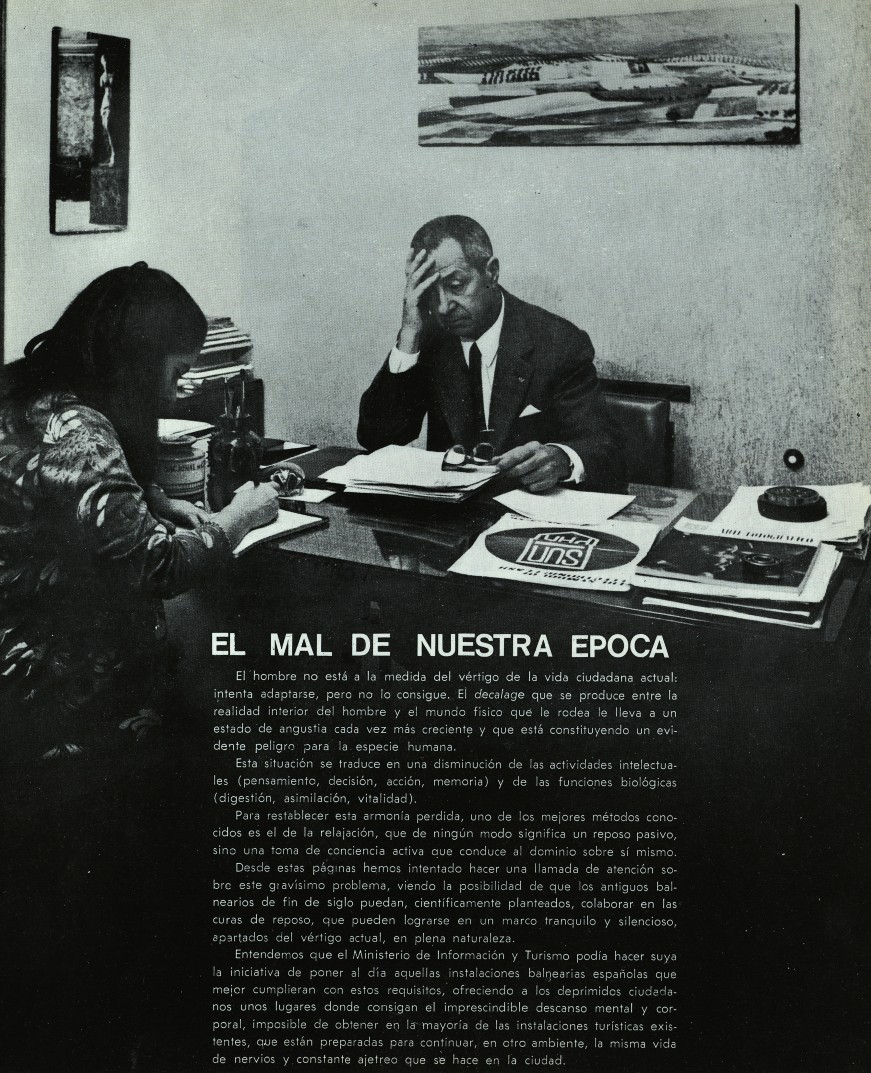 ARTE FOTOGRAFICO
SUN
PHN
EL MAL DE NUESTRA EPOCA
El hombre no está a la medida del vértigo de la vida ciudadana actual:
intenta adaptarse, pero no lo consigue. El decalage que se produce entre la
realidad interior del hombre y el mundo físico que le rodea le lleva a un
estado de angustia cada vez más creciente y que está constituyendo un evi-
dente peligro para la especie humana.
Esta situación se traduce en una disminución de las actividades intelectua-
les (pensamiento, decisión, acción, memoria) y de las funciones biológicas
(digestión, asimilación, vitalidad).
Para restablecer esta armonía perdida, uno de los mejores métodos cono-
cidos es el de la relajación, que de ningún modo significa un reposo pasivo,
sino una toma de conciencia activa que conduce al dominio sobre sí mismo.
Desde estas páginas hemos intentado hacer una llamada de atención so-
bre este gravísimo problema, viendo la posibilidad de que los antiguos bal-
nearios de fin de siglo puedan, científicamente planteados, colaborar en las
curas de reposo, que pueden lograrse en un marco tranquilo y silencioso,
apartados del vértigo actual, en plena naturaleza.
Entendemos que el Ministerio de Información y Turismo podía hacer suya
la iniciativa de poner al día aquellas instalaciones balnearias españolas que
mejor cumplieran con estos requisitos, ofreciendo a los deprimidos ciudada-
nos unos lugares donde consigan el imprescindible descanso mental y cor-
poral, imposible de obtener en la mayoría de las instalaciones turísticas exis-
tentes, que están preparadas para continuar, en otro ambiente, la misma vida
de nervios y constante ajetreo que se hace en la ciudad.